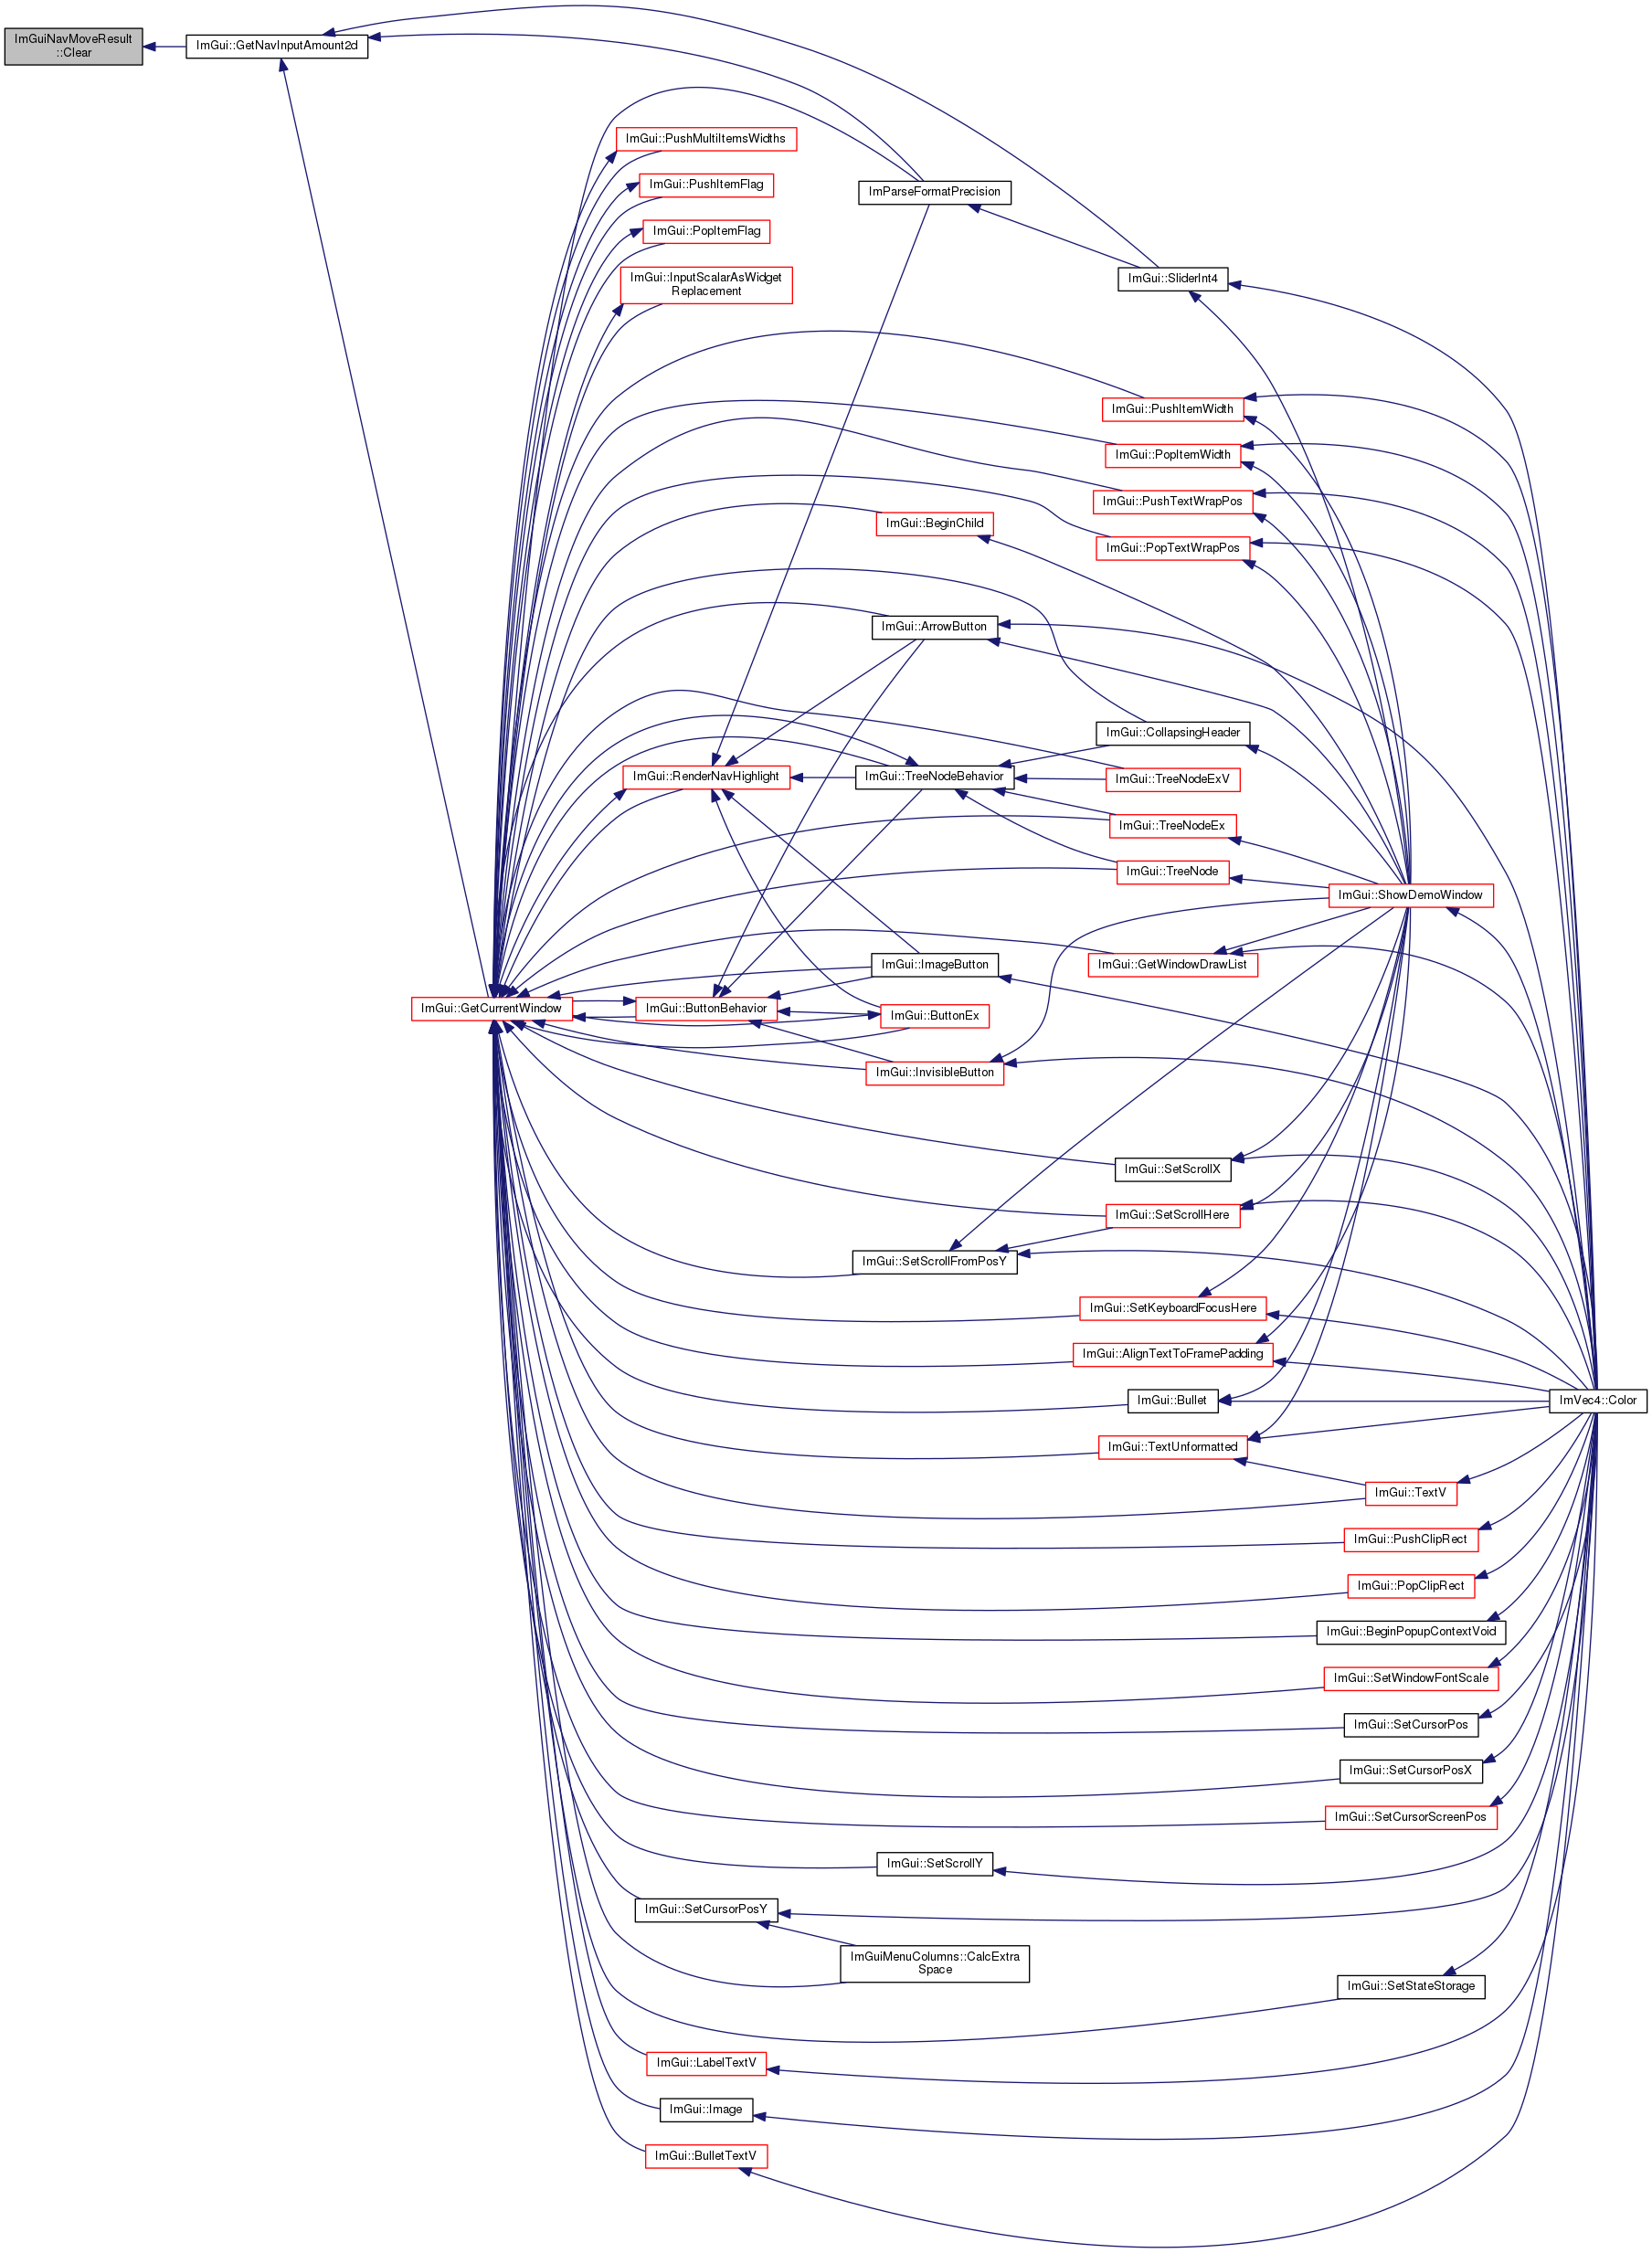 ImGuiNavMoveResult
::Clear
ImGui::GetNavInputAmount2d
ImGui::PushMultiItemsWidths
ImGui::PushItemFlag
ImParseFormatPrecision
ImGui::PopItemFlag
ImGui::InputScalarAsWidget
Replacement
ImGui::SliderInt4
ImGui::PushItemWidth
ImGui::PopItemWidth
ImGui::PushTextWrapPos
ImGui::BeginChild
ImGui::PopTextWrapPos
ImGui::ArrowButton
ImGui::CollapsingHeader
ImGui::RenderNavHighlight
ImGui::TreeNodeBehavior
ImGui::TreeNodeExV
ImGui::TreeNodeEx
ImGui::TreeNode
ImGui::ShowDemoWindow
ImGui::ImageButton
ImGui::GetWindowDrawList
ImGui::GetCurrentWindow
ImGui::ButtonBehavior
ImGui::ButtonEx
ImGui::InvisibleButton
ImGui::SetScrollX
ImGui::SetScrollHere
ImGui::SetScrollFromPosY
ImGui::SetKeyboardFocusHere
ImGui::AlignTextToFramePadding
ImGui::Bullet
ImVec4::Color
ImGui::TextUnformatted
ImGui::TextV
ImGui::PushClipRect
ImGui::PopClipRect
ImGui::BeginPopupContextVoid
ImGui::SetWindowFontScale
ImGui::SetCursorPos
ImGui::SetCursorPosX
ImGui::SetCursorScreenPos
ImGui::SetScrollY
ImGui::SetCursorPosY
ImGuiMenuColumns::CalcExtra
Space
ImGui::SetStateStorage
ImGui::LabelTextV
ImGui::Image
ImGui::BulletTextV